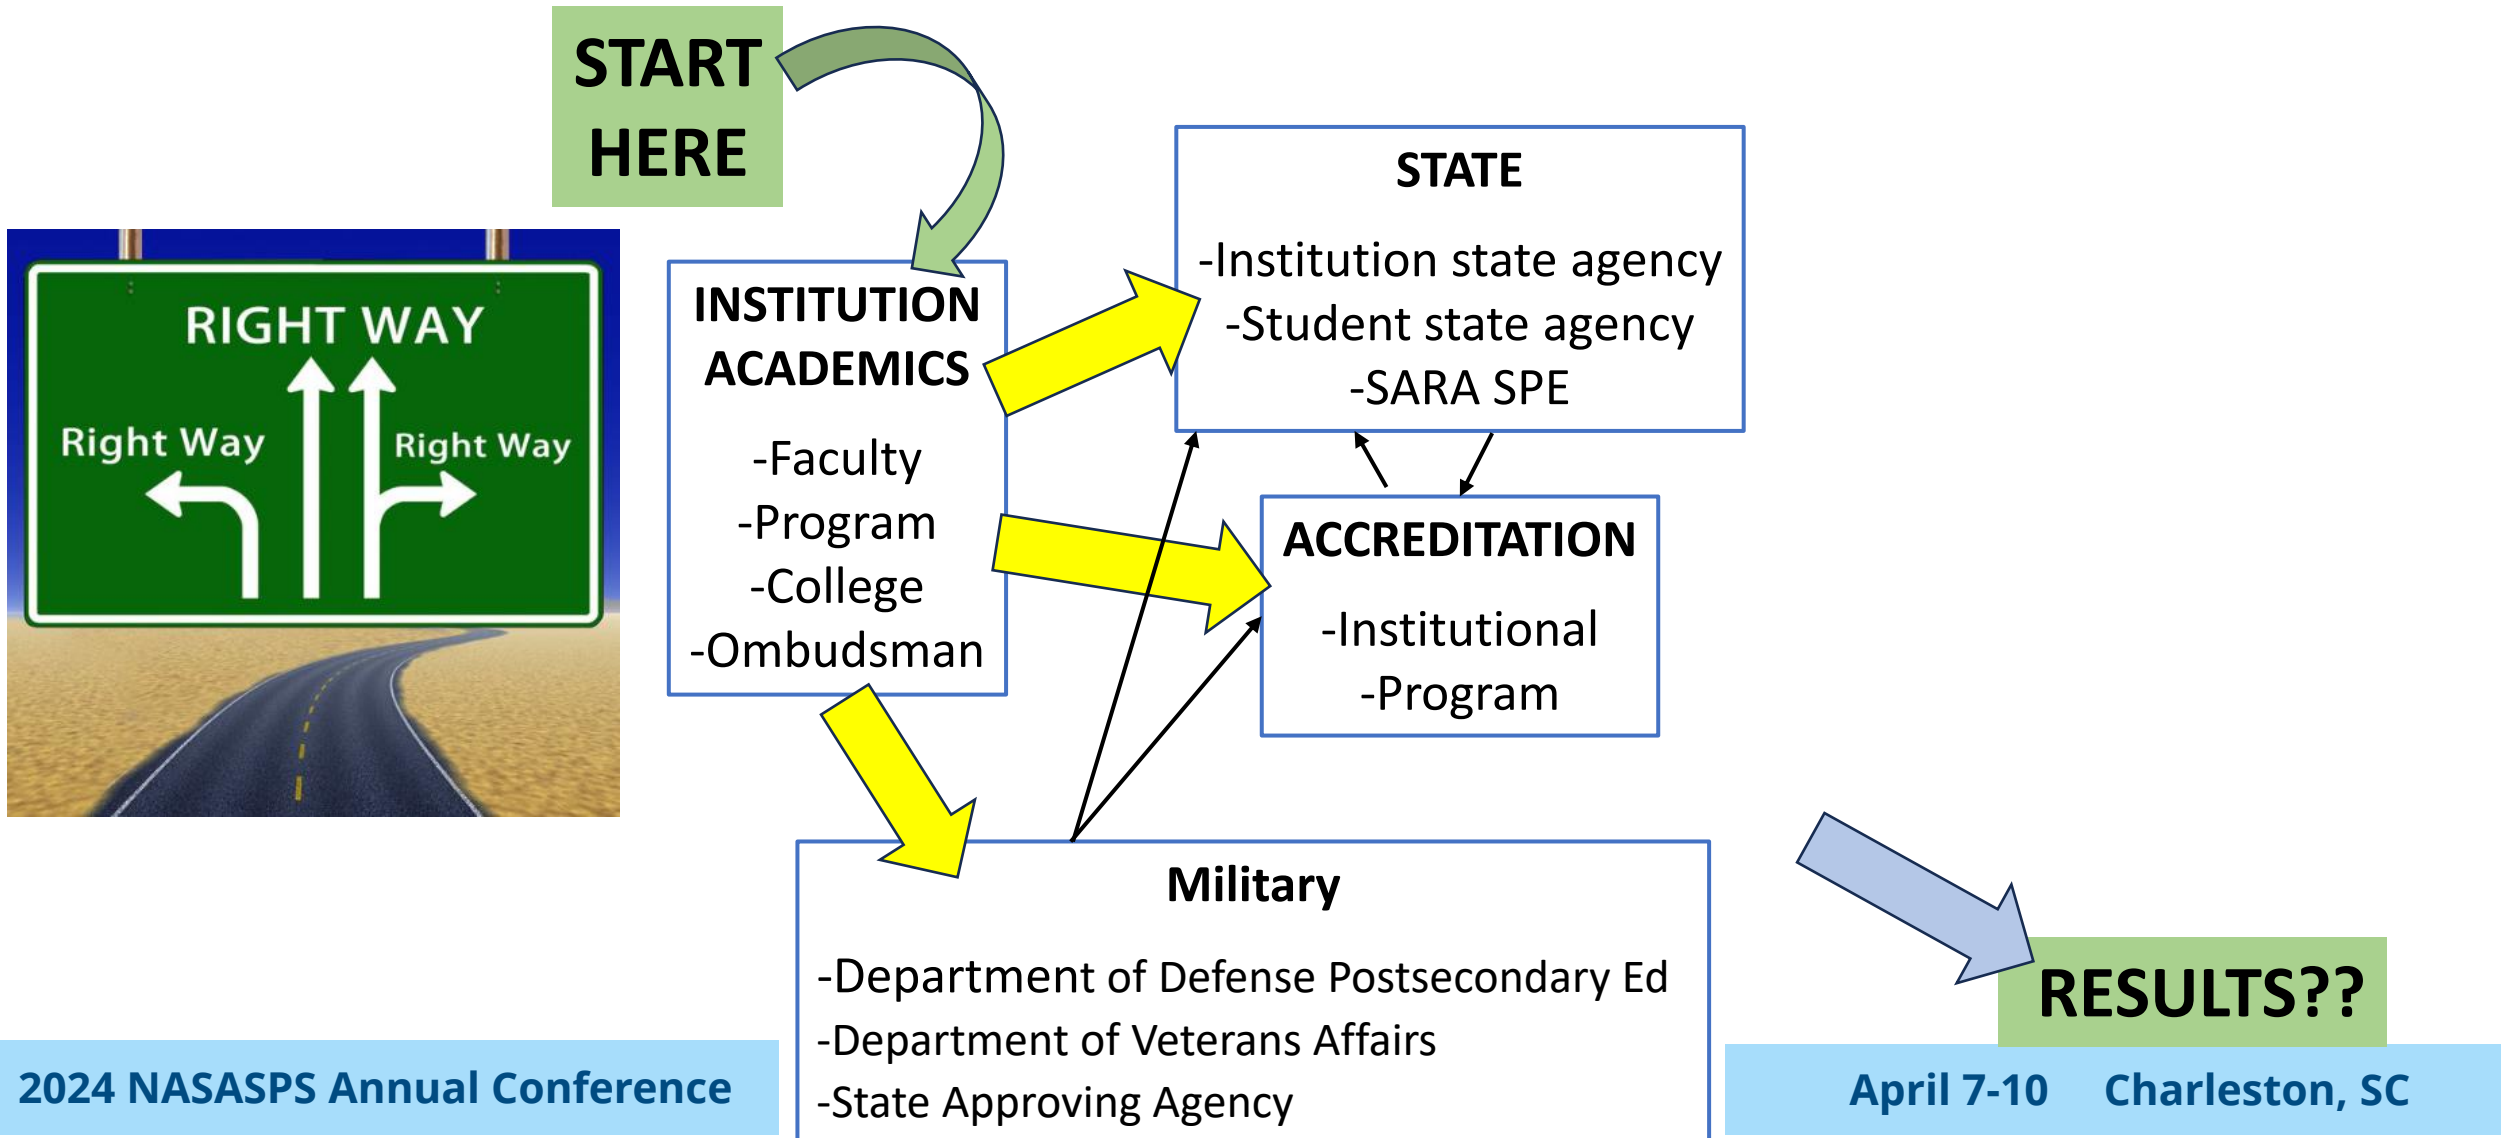 START
HERE
RIGHT WAY
Right Way
Right Way
INSTITUTION
ACADEMICS
-Faculty
-Program
-College
-Ombudsman
STATE
-Institution state agency
-Student state agency
-SARA SPE
ACCREDITATION
-Institutional
-Program
Military
-Department of Defense Postsecondary Ed
-Department of Veterans Affairs
-State Approving Agency
RESULTS??
2024 NASASPS Annual Conference
April 7-10 Charleston, SC